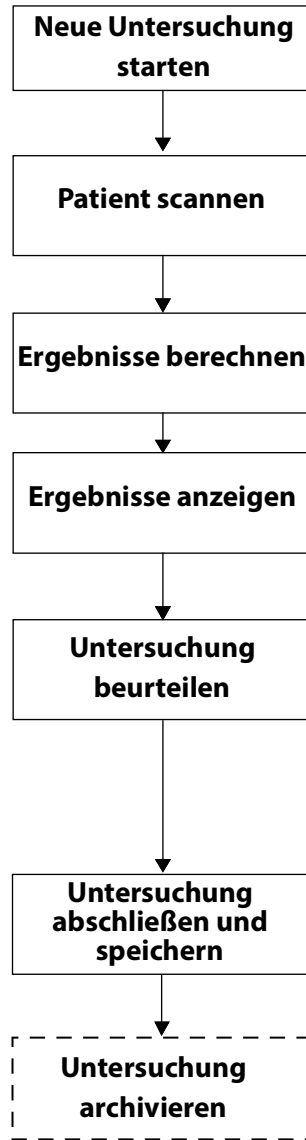 Neue Untersuchung
starten
Patient scannen
Ergebnisse berechnen
Ergebnisse anzeigen
Untersuchung
beurteilen
Untersuchung
abschließen und
speichern
Untersuchung
archivieren